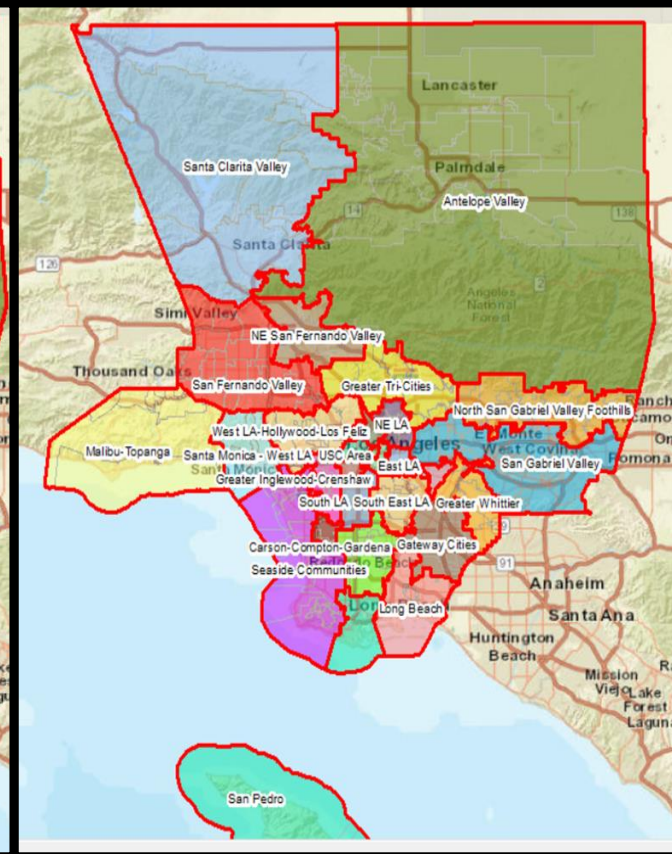 Lancaster
Santa Clarita Valley
Palmdale
Antelope Valley
14
138
Santa Clarita
126
2
Angeles
National
Forest
Simi Valley
NE San Fernando Valley
Thousand Oaks
San Fernando Valley
Greater Tri-Cities
North San Gabriel Valley Foothills
West LA-Hollywood-Los Feliz
NE LA
Angeles
El Monte
West Covina
Malibu-Topanga
Santa Monica - West LA
USC Area
East LA
San Gabriel Valley
Pomona
Greater Inglewood-Crenshaw
South LA
South East LA
Greater Whittier
Carson-Compton-Gardena
Gateway Cities
Seaside Communities
91
Anaheim
Long Beach
Santa Ana
Huntington
Beach
Mission
Viejo
Lake
Forest
Laguna
San Pedro